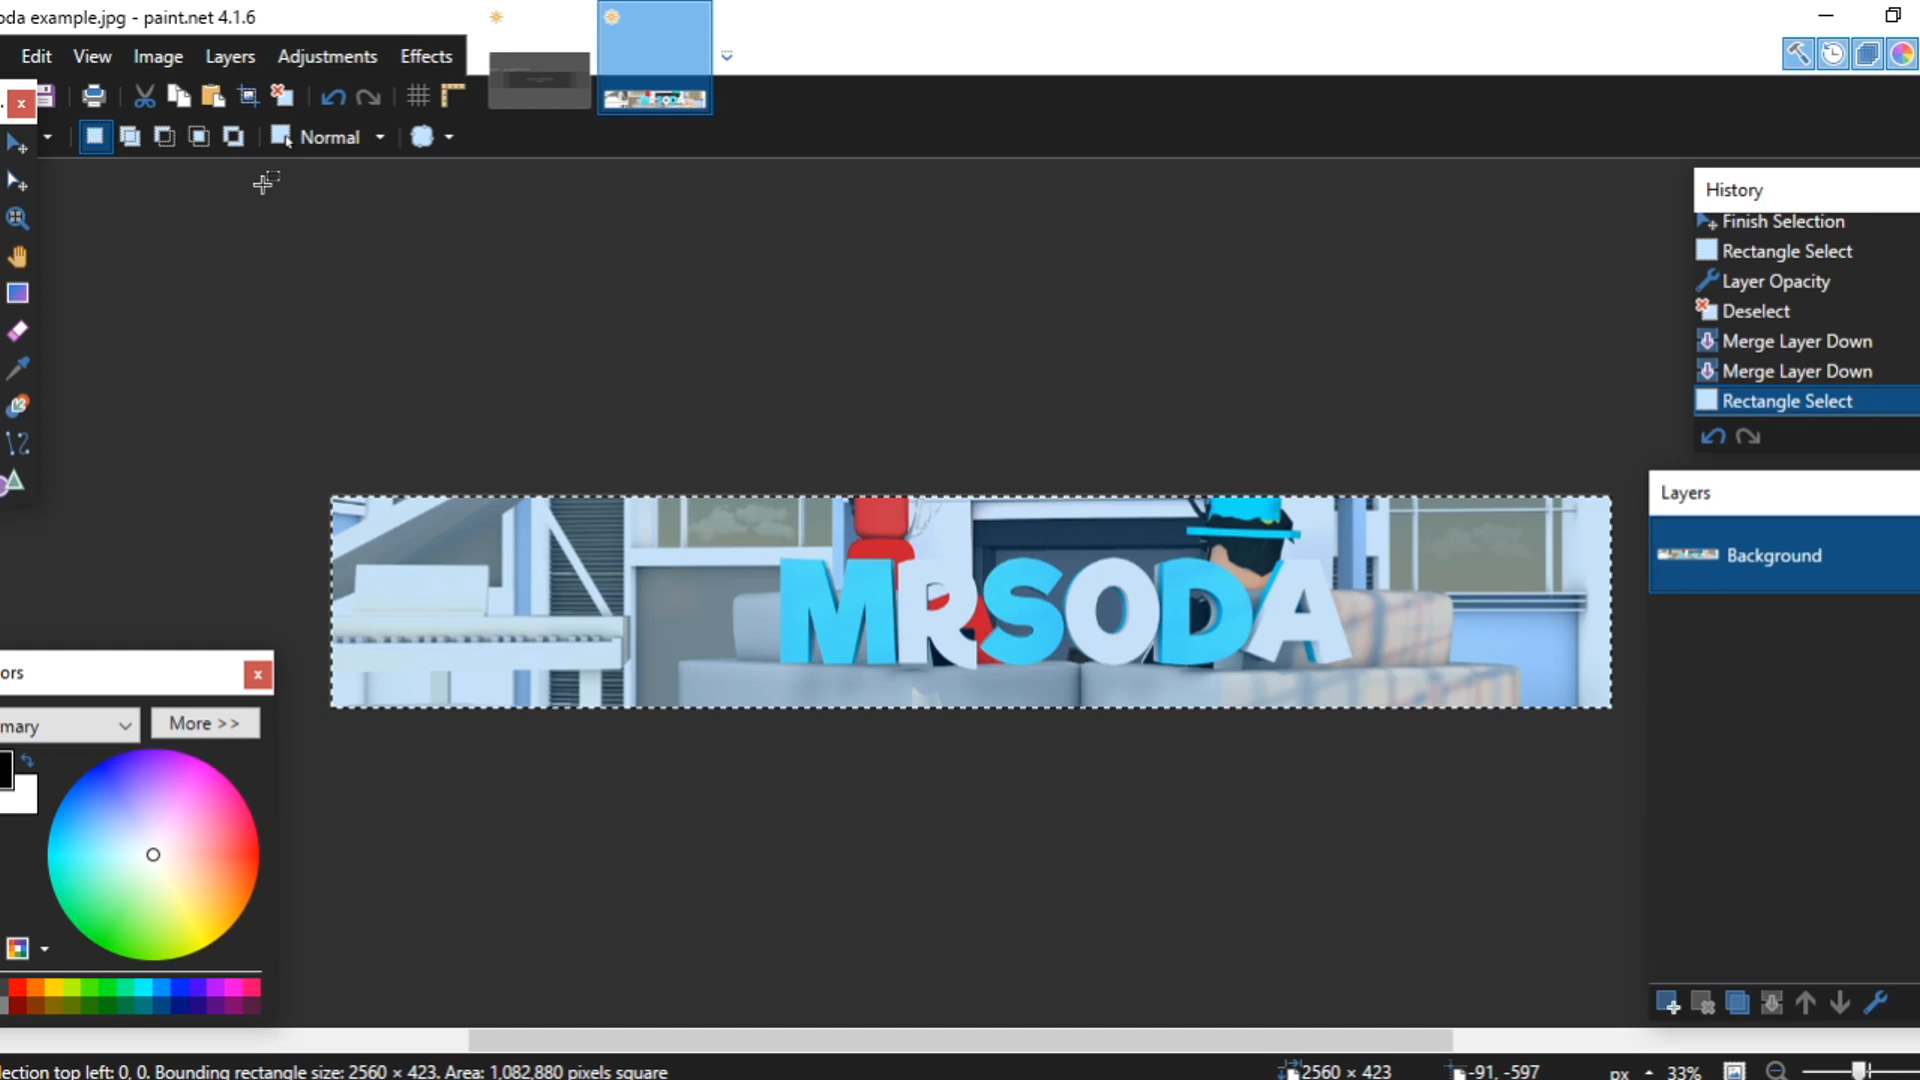 oda example.jpg - paint.net 4.1.6
Edit View Image Layers Adjustments Effects
Normal
History
Finish Selection
Rectangle Select
Layer Opacity
Deselect
Merge Layer Down
Merge Layer Down
Rectangle Select
Layers
Background
MRSODA
ors
mary
More >>
ection top left: 0, 0. Bounding rectangle size: 2560 × 423. Area: 1,082,880 pixels square
2560 × 423
-91, -597
px
33%